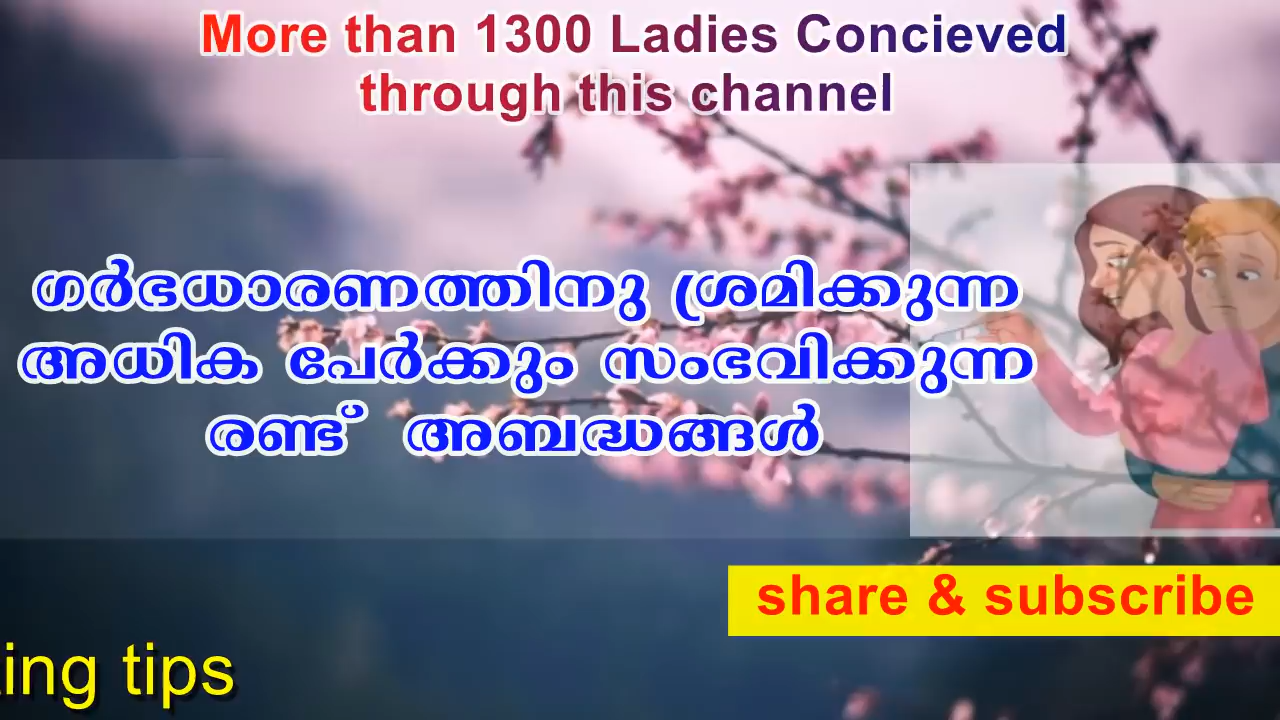 More than 1300 Ladies Concieved
through this channel
ഗർഭധാരണത്തിനു ശ്രമിക്കുന്ന
അധിക പേർക്കും സംഭവിക്കുന്ന
രണ്ട് അബദ്ധങ്ങൾ
share & subscribe
tips